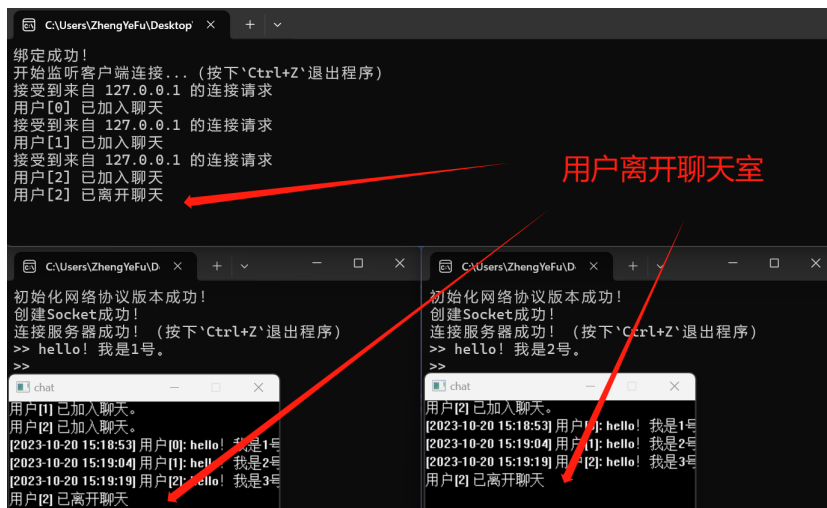 C:\Users\ZhengYeFu\Desktop
绑定成功!
开始监听客户端连接... (按下`Ctrl+Z`退出程序)
接受到来自 127.0.0.1 的连接请求
用户[0] 已加入聊天
接受到来自 127.0.0.1 的连接请求
用户[1] 已加入聊天
接受到来自 127.0.0.1 的连接请求
用户[2] 已加入聊天
用户[2] 已离开聊天
用户离开聊天室
C:\Users\ZhengYeFu\D
初始化网络协议版本成功!
创建Socket成功!
连接服务器成功! (按下`Ctrl+Z`退出程序)
>> hello! 我是1号。
>>
chat
用户[1] 已加入聊天。
用户[2] 已加入聊天。
[2023-10-20 15:18:53] 用户[0]: hello! 我是1号
[2023-10-20 15:19:04] 用户[1]: hello! 我是2号
[2023-10-20 15:19:19] 用户[2]: hello! 我是3号
用户[2] 已离开聊天
C:\Users\ZhengYeFu\D
初始化网络协议版本成功!
创建Socket成功!
连接服务器成功! (按下`Ctrl+Z`退出程序)
>> hello! 我是2号。
>>
chat
用户[2] 已加入聊天。
[2023-10-20 15:18:53] 用户[0]: hello! 我是1号
[2023-10-20 15:19:04] 用户[1]: hello! 我是2号
[2023-10-20 15:19:19] 用户[2]: hello! 我是3号
用户[2] 已离开聊天